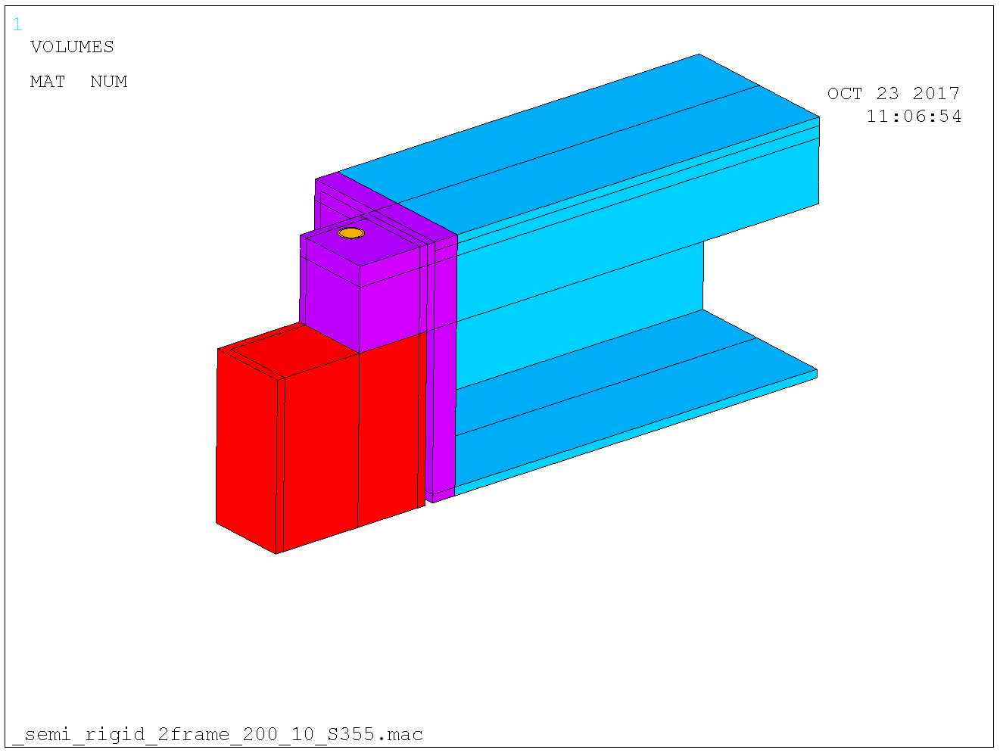 1
VOLUMES
MAT NUM
OCT 23 2017
11:06:54
_semi_rigid_2frame_200_10_S355.mac